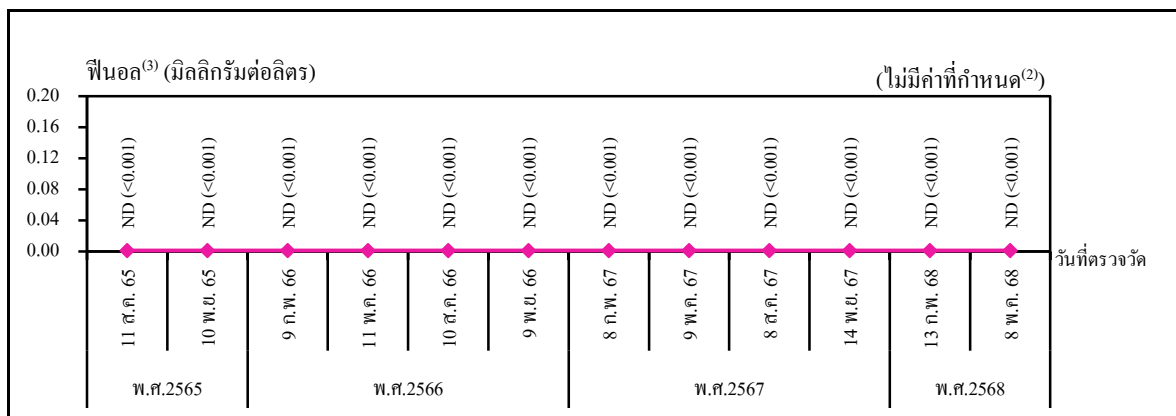 ฟีนอล(3) (มิลลิกรัมต่อลิตร)
(ไม่มีค่าที่กำหนด(2))
0.20
0.16
0.12
0.08
0.04
0.00
ND (<0.001)
ND (<0.001)
ND (<0.001)
ND (<0.001)
ND (<0.001)
ND (<0.001)
ND (<0.001)
ND (<0.001)
ND (<0.001)
ND (<0.001)
ND (<0.001)
ND (<0.001)
วันที่ตรวจวัด
11 ส.ค. 65
10 พ.ย. 65
9 ก.พ. 66
11 พ.ค. 66
10 ส.ค. 66
9 พ.ย. 66
8 ก.พ. 67
9 พ.ค. 67
8 ส.ค. 67
14 พ.ย. 67
13 ก.พ. 68
8 พ.ค. 68
พ.ศ.2565
พ.ศ.2566
พ.ศ.2567
พ.ศ.2568